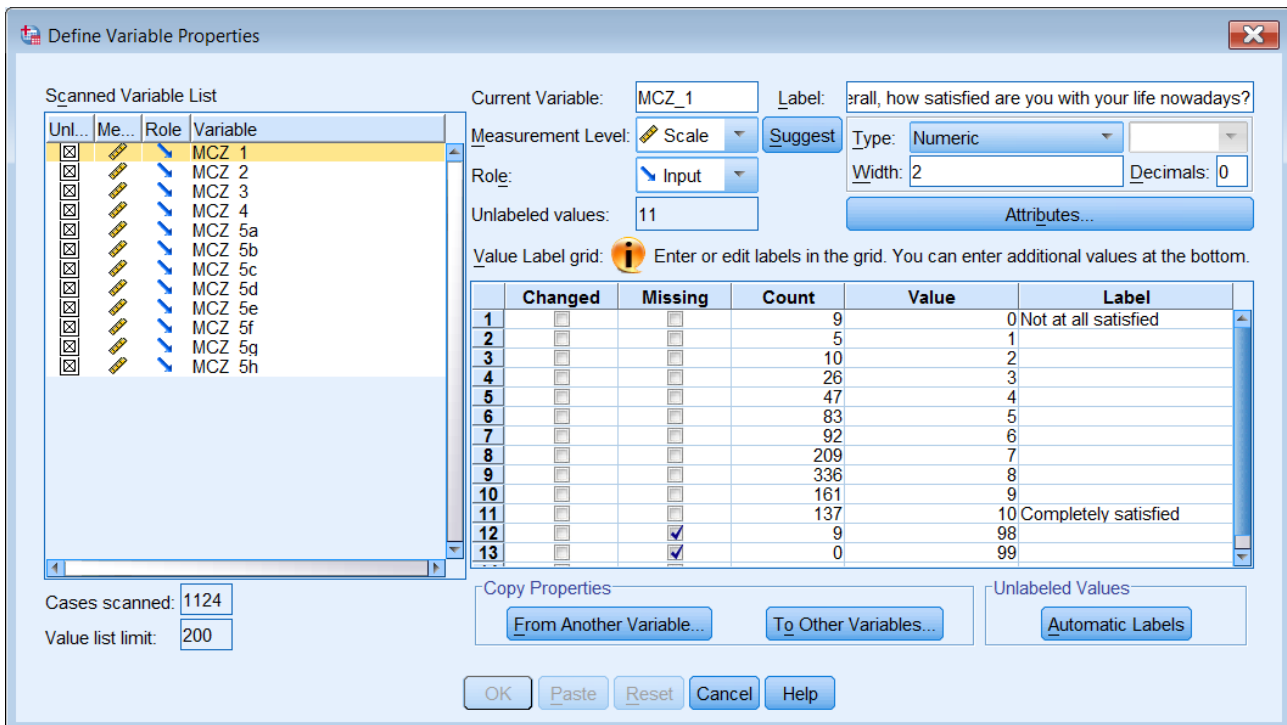 Define Variable Properties
Scanned Variable List
Unl... Me... Role Variable
MCZ_1
MCZ_2
MCZ_3
MCZ_4
MCZ_5a
MCZ_5b
MCZ_5c
MCZ_5d
MCZ_5e
MCZ_5f
MCZ_5g
MCZ_5h
Cases scanned: 1124
Value list limit: 200
Current Variable: MCZ_1 Label: erall, how satisfied are you with your life nowadays?
Measurement Level: Scale Suggest Type: Numeric
Role: Input Width: 2 Decimals: 0
Unlabeled values: 11 Attributes...
Value Label grid: i Enter or edit labels in the grid. You can enter additional values at the bottom.
Changed Missing Count Value Label
1 9 0 Not at all satisfied
2 5 1
3 10 2
4 26 3
5 47 4
6 83 5
7 92 6
8 209 7
9 336 8
10 161 9
11 137 10 Completely satisfied
12 9 98
13 0 99
Copy Properties Unlabeled Values
From Another Variable... To Other Variables... Automatic Labels
OK Paste Reset Cancel Help